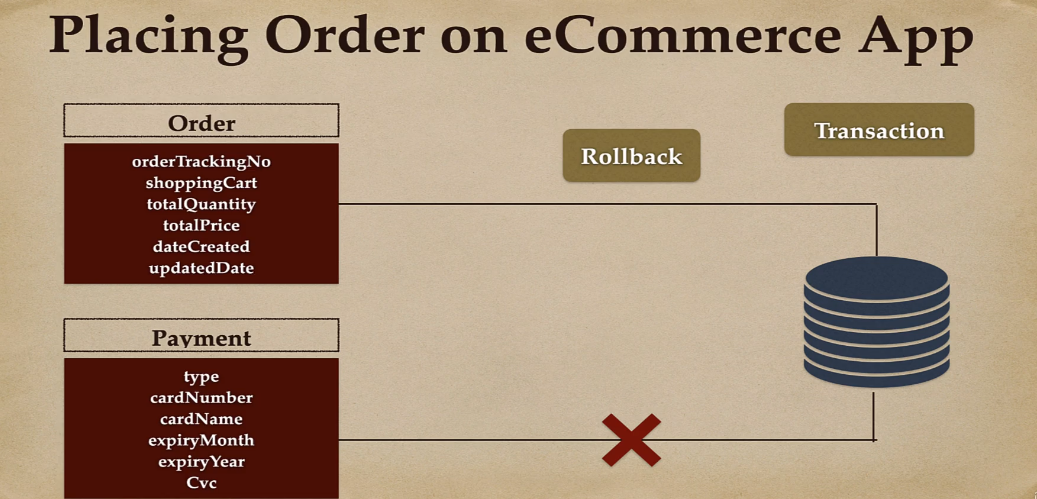 Placing Order on eCommerce App
Order
orderTrackingNo
shoppingCart
totalQuantity
totalPrice
dateCreated
updatedDate
Rollback
Transaction
Payment
type
cardNumber
cardName
expiryMonth
expiryYear
Cvc